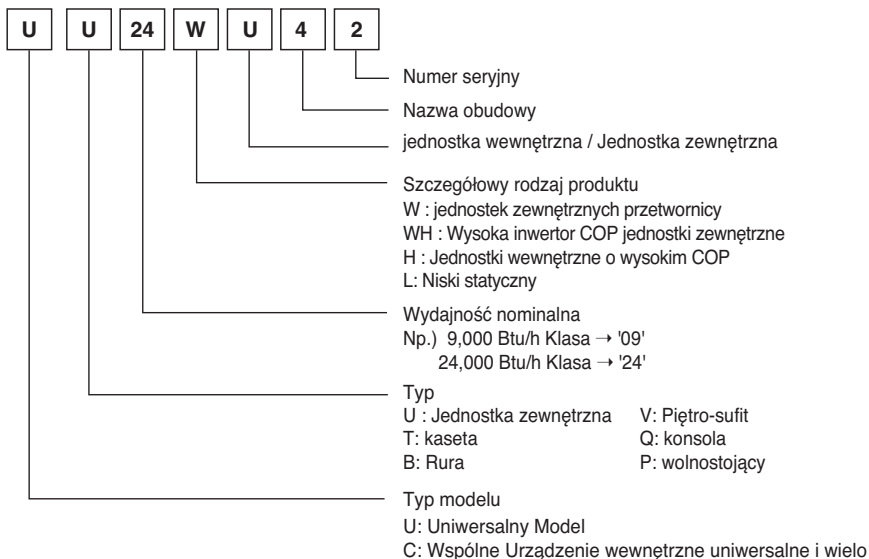 U U 24 W U 4 2
Numer seryjny
Nazwa obudowy
jednostka wewnętrzna / Jednostka zewnętrzna
Szczegółowy rodzaj produktu
W : jednostek zewnętrznych przetwornicy
WH : Wysoka inwertor COP jednostki zewnętrzne
H : Jednostki wewnętrzne o wysokim COP
L: Niski statyczny
Wydajność nominalna
Np.) 9,000 Btu/h Klasa → '09'
24,000 Btu/h Klasa → '24'
Typ
U : Jednostka zewnętrzna V: Piętro-sufit
T: kaseta Q: konsola
B: Rura P: wolnostojący
Typ modelu
U: Uniwersalny Model
C: Wspólne Urządzenie wewnętrzne uniwersalne i wielo